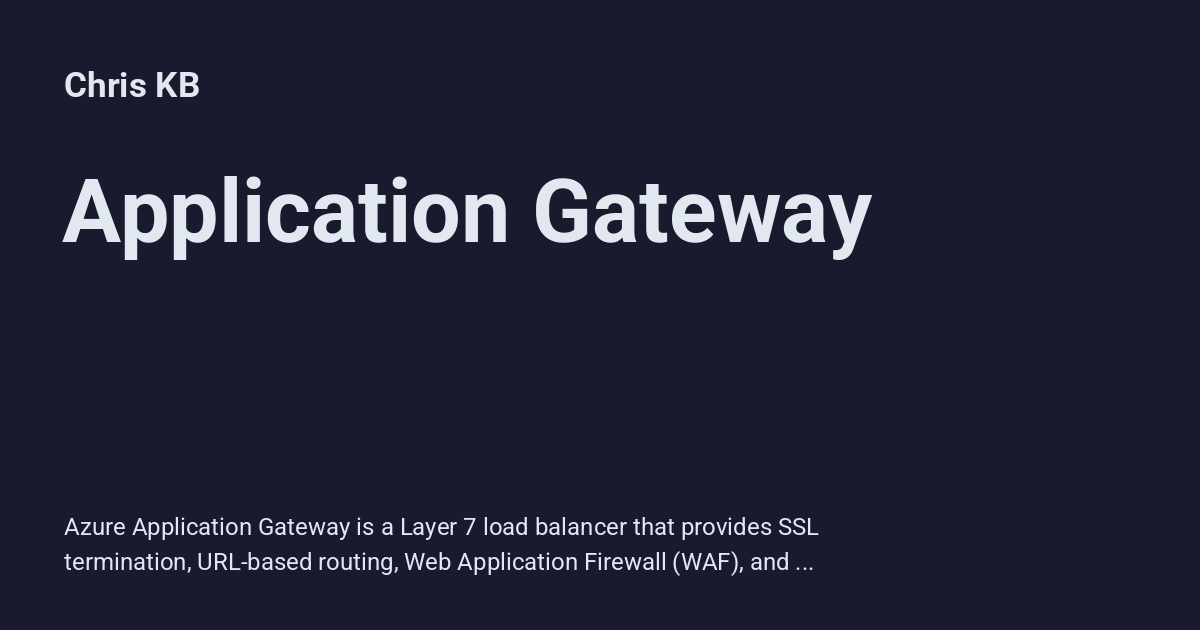 Chris KB
Application Gateway
Azure Application Gateway is a Layer 7 load balancer that provides SSL
termination, URL-based routing, Web Application Firewall (WAF), and ...